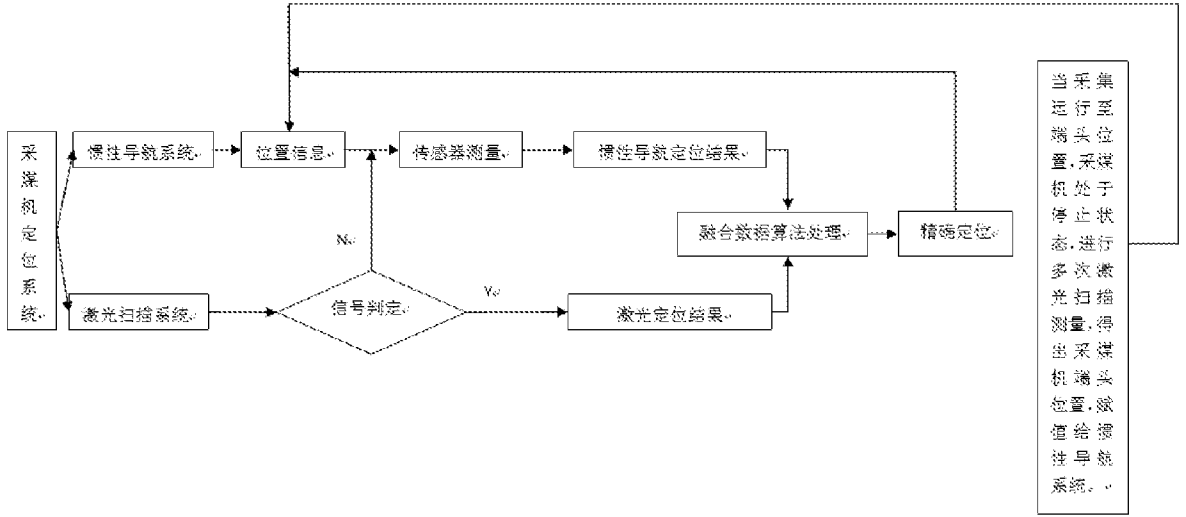 采
煤
机
定
位
系
统
惯性导航系统
位置信息
传感器测量
惯性导航定位结果
融合数据算法处理
精确定位
N
信号判定
Y
激光扫描系统
激光定位结果
当采集
运行至
端头位
置，采煤
机处于
停止状
态，进行
多次激
光扫描
测量，得
出采煤
机端头
位置，赋
值给惯
性导航
系统。